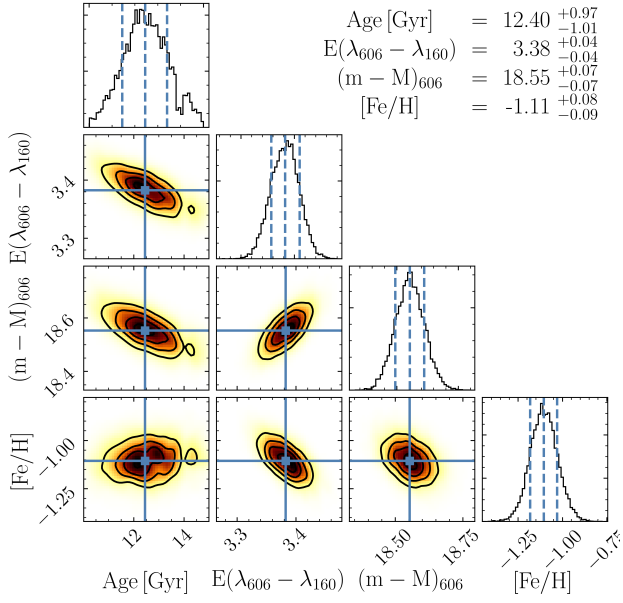 Age [Gyr] = 12.40 +0.97 −1.01
E(λ606 − λ160) = 3.38 +0.04 −0.04
(m − M)606 = 18.55 +0.07 −0.07
[Fe/H] = -1.11 +0.08 −0.09
E(λ606 − λ160)
3.4
3.3
(m − M)606
18.6
18.4
[Fe/H]
−1.00
−1.25
12 14 3.3 3.4 18.50 18.75 −1.25 −1.00 −0.75
Age [Gyr] E(λ606 − λ160) (m − M)606 [Fe/H]